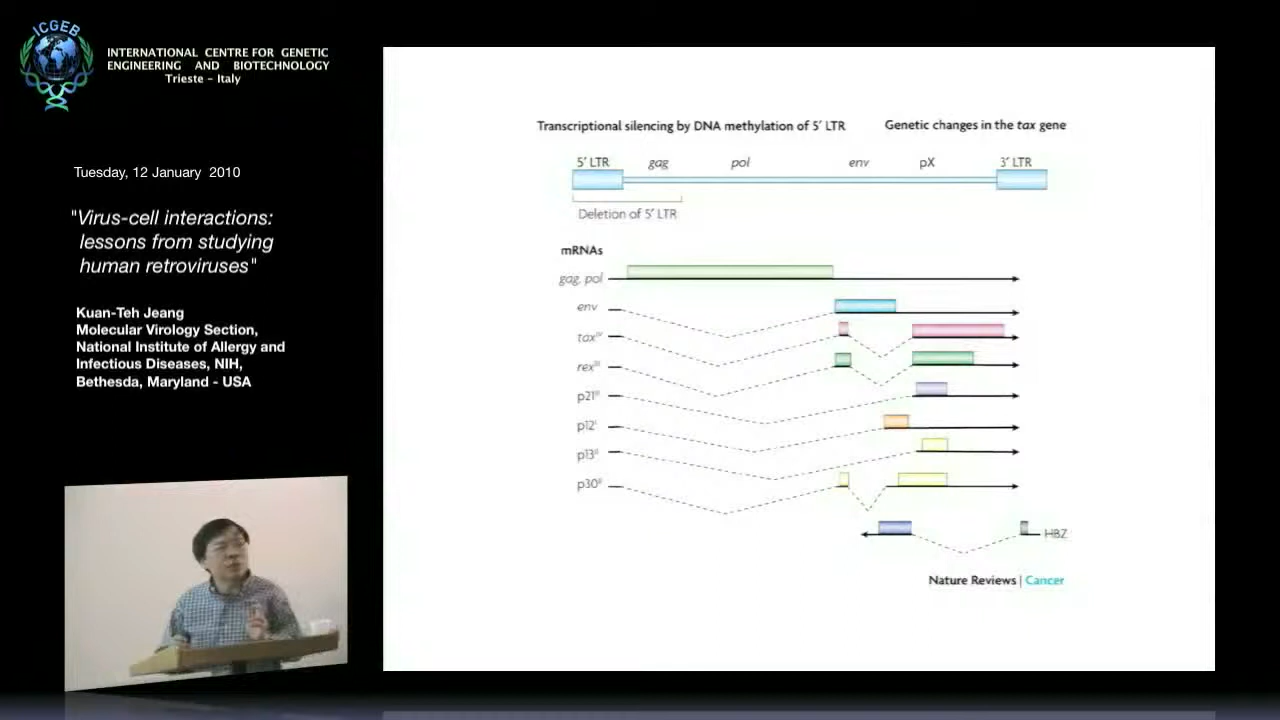 ICGEB
INTERNATIONAL CENTRE FOR GENETIC
ENGINEERING AND BIOTECHNOLOGY
Trieste - Italy
Tuesday, 12 January 2010
"Virus-cell interactions:
lessons from studying
human retroviruses"
Kuan-Teh Jeang
Molecular Virology Section,
National Institute of Allergy and
Infectious Diseases, NIH,
Bethesda, Maryland - USA
Transcriptional silencing by DNA methylation of 5' LTR
Genetic changes in the tax gene
5' LTR gag pol env pX 3' LTR
Deletion of 5' LTR
mRNAs
gag, pol
env
tax
rex
p21
p12
p13
p30
HBZ
Nature Reviews | Cancer